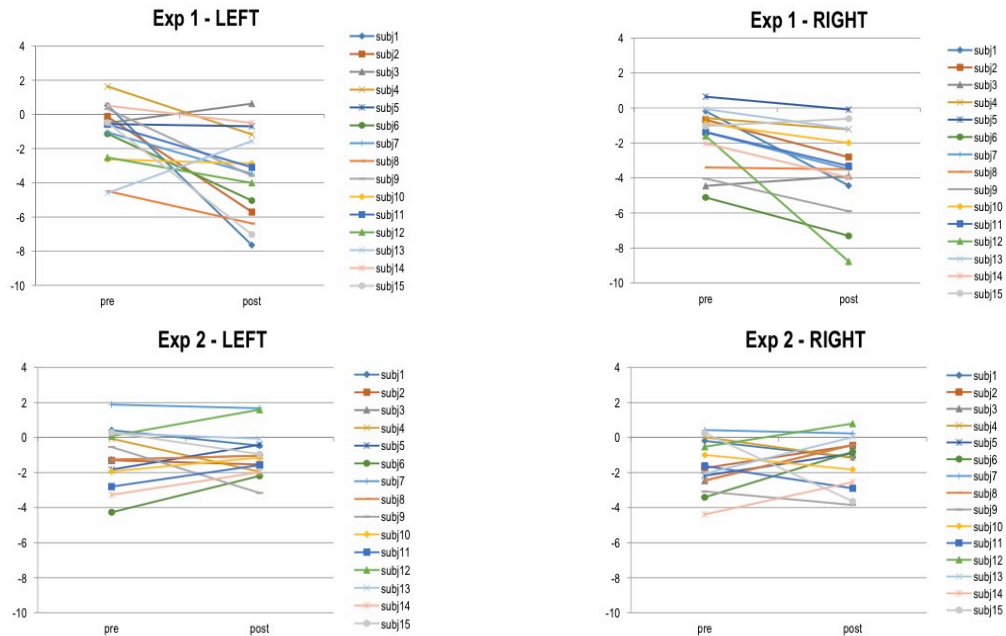 Exp 1 - LEFT
4
2
0
-2
-4
-6
-8
-10
pre
post
subj1
subj2
subj3
subj4
subj5
subj6
subj7
subj8
subj9
subj10
subj11
subj12
subj13
subj14
subj15
Exp 1 - RIGHT
4
2
0
-2
-4
-6
-8
-10
pre
post
subj1
subj2
subj3
subj4
subj5
subj6
subj7
subj8
subj9
subj10
subj11
subj12
subj13
subj14
subj15
Exp 2 - LEFT
4
2
0
-2
-4
-6
-8
-10
pre
post
subj1
subj2
subj3
subj4
subj5
subj6
subj7
subj8
subj9
subj10
subj11
subj12
subj13
subj14
subj15
Exp 2 - RIGHT
4
2
0
-2
-4
-6
-8
-10
pre
post
subj1
subj2
subj3
subj4
subj5
subj6
subj7
subj8
subj9
subj10
subj11
subj12
subj13
subj14
subj15